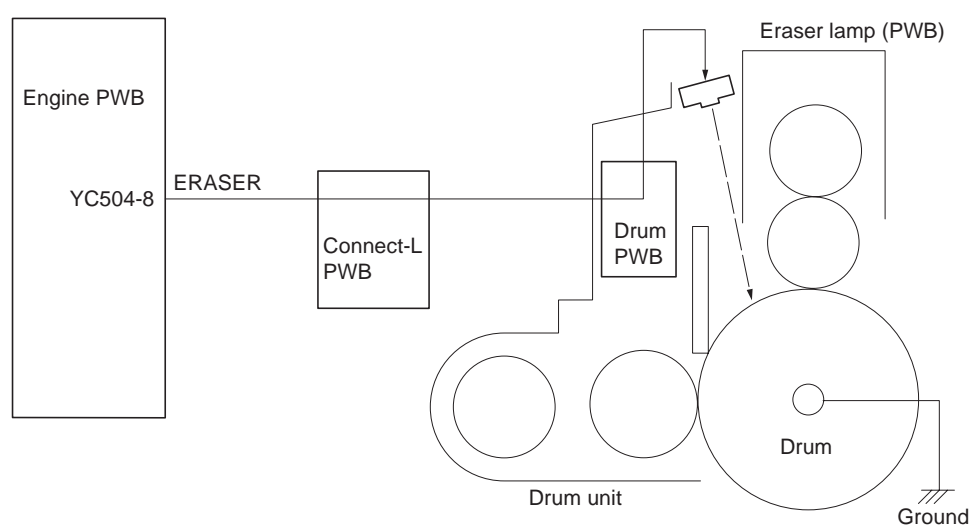 Eraser lamp (PWB)
Engine PWB
YC504-8
ERASER
Connect-L
PWB
Drum
PWB
Drum
Drum unit
Ground